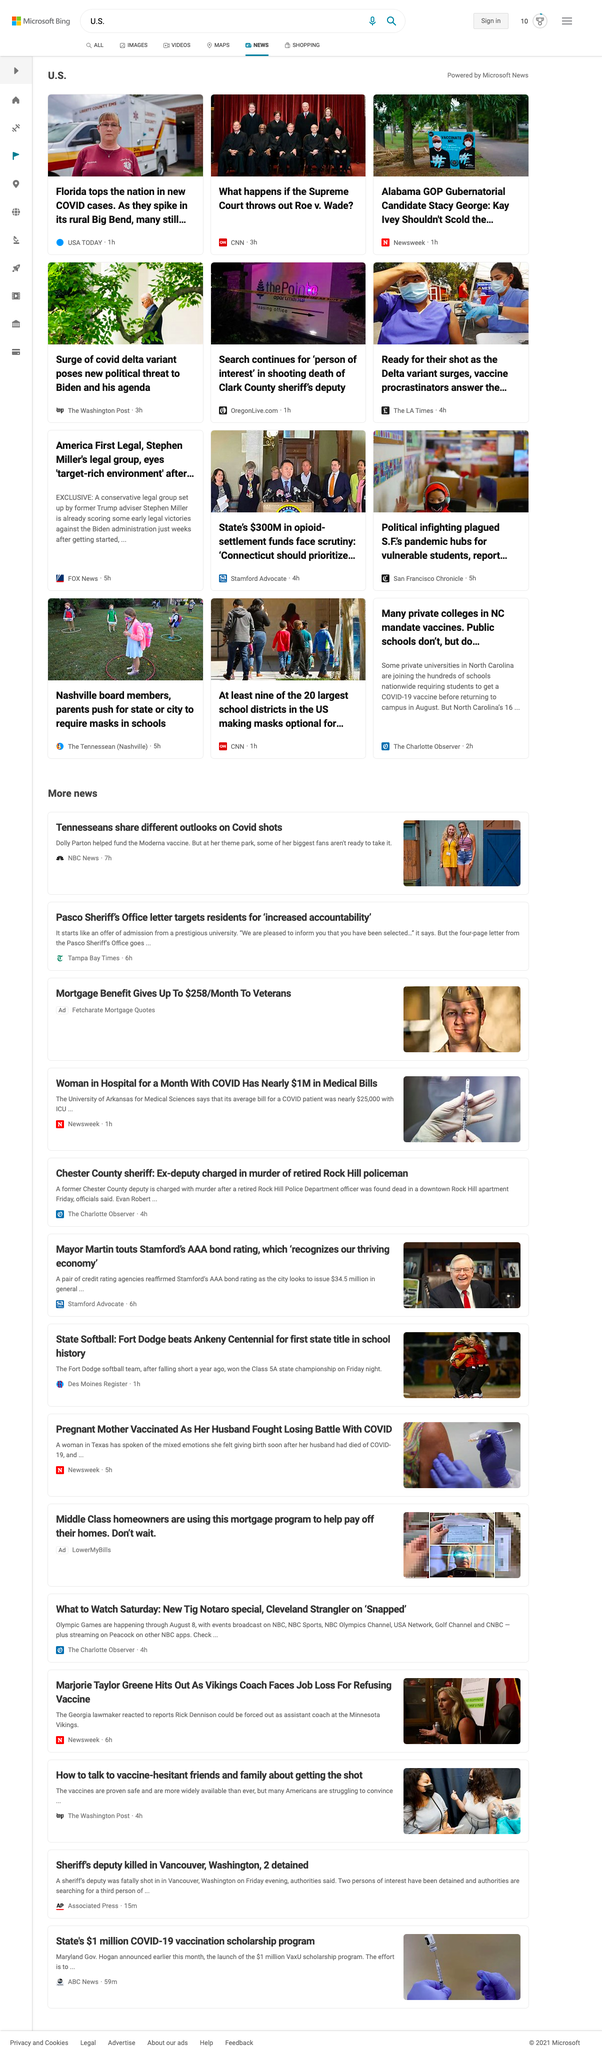 Microsoft Bing
U.S.
Sign in
10
ALL
IMAGES
VIDEOS
MAPS
NEWS
SHOPPING
U.S.
Powered by Microsoft News
Florida tops the nation in new
COVID cases. As they spike in
its rural Big Bend, many still...
USA TODAY · 1h
What happens if the Supreme
Court throws out Roe v. Wade?
CNN · 3h
Alabama GOP Gubernatorial
Candidate Stacy George: Kay
Ivey Shouldn't Scold the...
Newsweek · 1h
the Pointe
Surge of covid delta variant
poses new political threat to
Biden and his agenda
The Washington Post · 3h
Search continues for ‘person of
interest’ in shooting death of
Clark County sheriff’s deputy
OregonLive.com · 1h
Ready for their shot as the
Delta variant surges, vaccine
procrastinators answer the...
The LA Times · 4h
America First Legal, Stephen
Miller's legal group, eyes
'target-rich environment' after...
EXCLUSIVE: A conservative legal group set
up by former Trump adviser Stephen Miller
is already scoring some early legal victories
against the Biden administration just weeks
after getting started, ...
FOX News · 5h
State’s $300M in opioid-
settlement funds face scrutiny:
‘Connecticut should prioritize...
Stamford Advocate · 4h
Political infighting plagued
S.F.’s pandemic hubs for
vulnerable students, report...
San Francisco Chronicle · 5h
Nashville board members,
parents push for state or city to
require masks in schools
The Tennessean (Nashville) · 5h
At least nine of the 20 largest
school districts in the US
making masks optional for...
CNN · 1h
Many private colleges in NC
mandate vaccines. Public
schools don’t, but do...
Some private universities in North Carolina
are joining the hundreds of schools
nationwide requiring students to get a
COVID-19 vaccine before returning to
campus in August. But North Carolina’s 16 ...
The Charlotte Observer · 2h
More news
Tennesseans share different outlooks on Covid shots
Dolly Parton helped fund the Moderna vaccine. But at her theme park, some of her biggest fans aren't ready to take it.
NBC News · 7h
Pasco Sheriff’s Office letter targets residents for ‘increased accountability’
It starts like an offer of admission from a prestigious university. “We are pleased to inform you that you have been selected...” it says. But the four-page letter from
the Pasco Sheriff’s Office goes ...
Tampa Bay Times · 6h
Mortgage Benefit Gives Up To $258/Month To Veterans
Ad Fetcharate Mortgage Quotes
Woman in Hospital for a Month With COVID Has Nearly $1M in Medical Bills
The University of Arkansas for Medical Sciences says that its average bill for a COVID patient was nearly $25,000 with
ICU ...
Newsweek · 1h
Chester County sheriff: Ex-deputy charged in murder of retired Rock Hill policeman
A former Chester County deputy is charged with murder after a retired Rock Hill Police Department officer was found dead in a downtown Rock Hill apartment
Friday, officials said. Evan Robert ...
The Charlotte Observer · 4h
Mayor Martin touts Stamford’s AAA bond rating, which ‘recognizes our thriving
economy’
A pair of credit rating agencies reaffirmed Stamford’s AAA bond rating as the city looks to issue $34.5 million in
general ...
Stamford Advocate · 6h
State Softball: Fort Dodge beats Ankeny Centennial for first state title in school
history
The Fort Dodge softball team, after falling short a year ago, won the Class 5A state championship on Friday night.
Des Moines Register · 1h
Pregnant Mother Vaccinated As Her Husband Fought Losing Battle With COVID
A woman in Texas has spoken of the mixed emotions she felt giving birth soon after her husband had died of COVID-
19, and ...
Newsweek · 5h
Middle Class homeowners are using this mortgage program to help pay off
their homes. Don’t wait.
Ad LowerMyBills
What to Watch Saturday: New Tig Notaro special, Cleveland Strangler on ‘Snapped’
Olympic Games are happening through August 8, with events broadcast on NBC, NBC Sports, NBC Olympics Channel, USA Network, Golf Channel and CNBC —
plus streaming on Peacock on other NBC apps. Check ...
The Charlotte Observer · 4h
Marjorie Taylor Greene Hits Out As Vikings Coach Faces Job Loss For Refusing
Vaccine
The Georgia lawmaker reacted to reports Rick Dennison could be forced out as assistant coach at the Minnesota
Vikings.
Newsweek · 6h
How to talk to vaccine-hesitant friends and family about getting the shot
The vaccines are proven safe and are more widely available than ever, but many Americans are struggling to convince
...
The Washington Post · 4h
Sheriff's deputy killed in Vancouver, Washington, 2 detained
A sheriff's deputy was fatally shot in in Vancouver, Washington on Friday evening, authorities said. Two persons of interest have been detained and authorities are
searching for a third person of ...
Associated Press · 15m
State's $1 million COVID-19 vaccination scholarship program
Maryland Gov. Hogan announced earlier this month, the launch of the $1 million VaxU scholarship program. The effort
is to ...
ABC News · 59m
Privacy and Cookies
Legal
Advertise
About our ads
Help
Feedback
© 2021 Microsoft